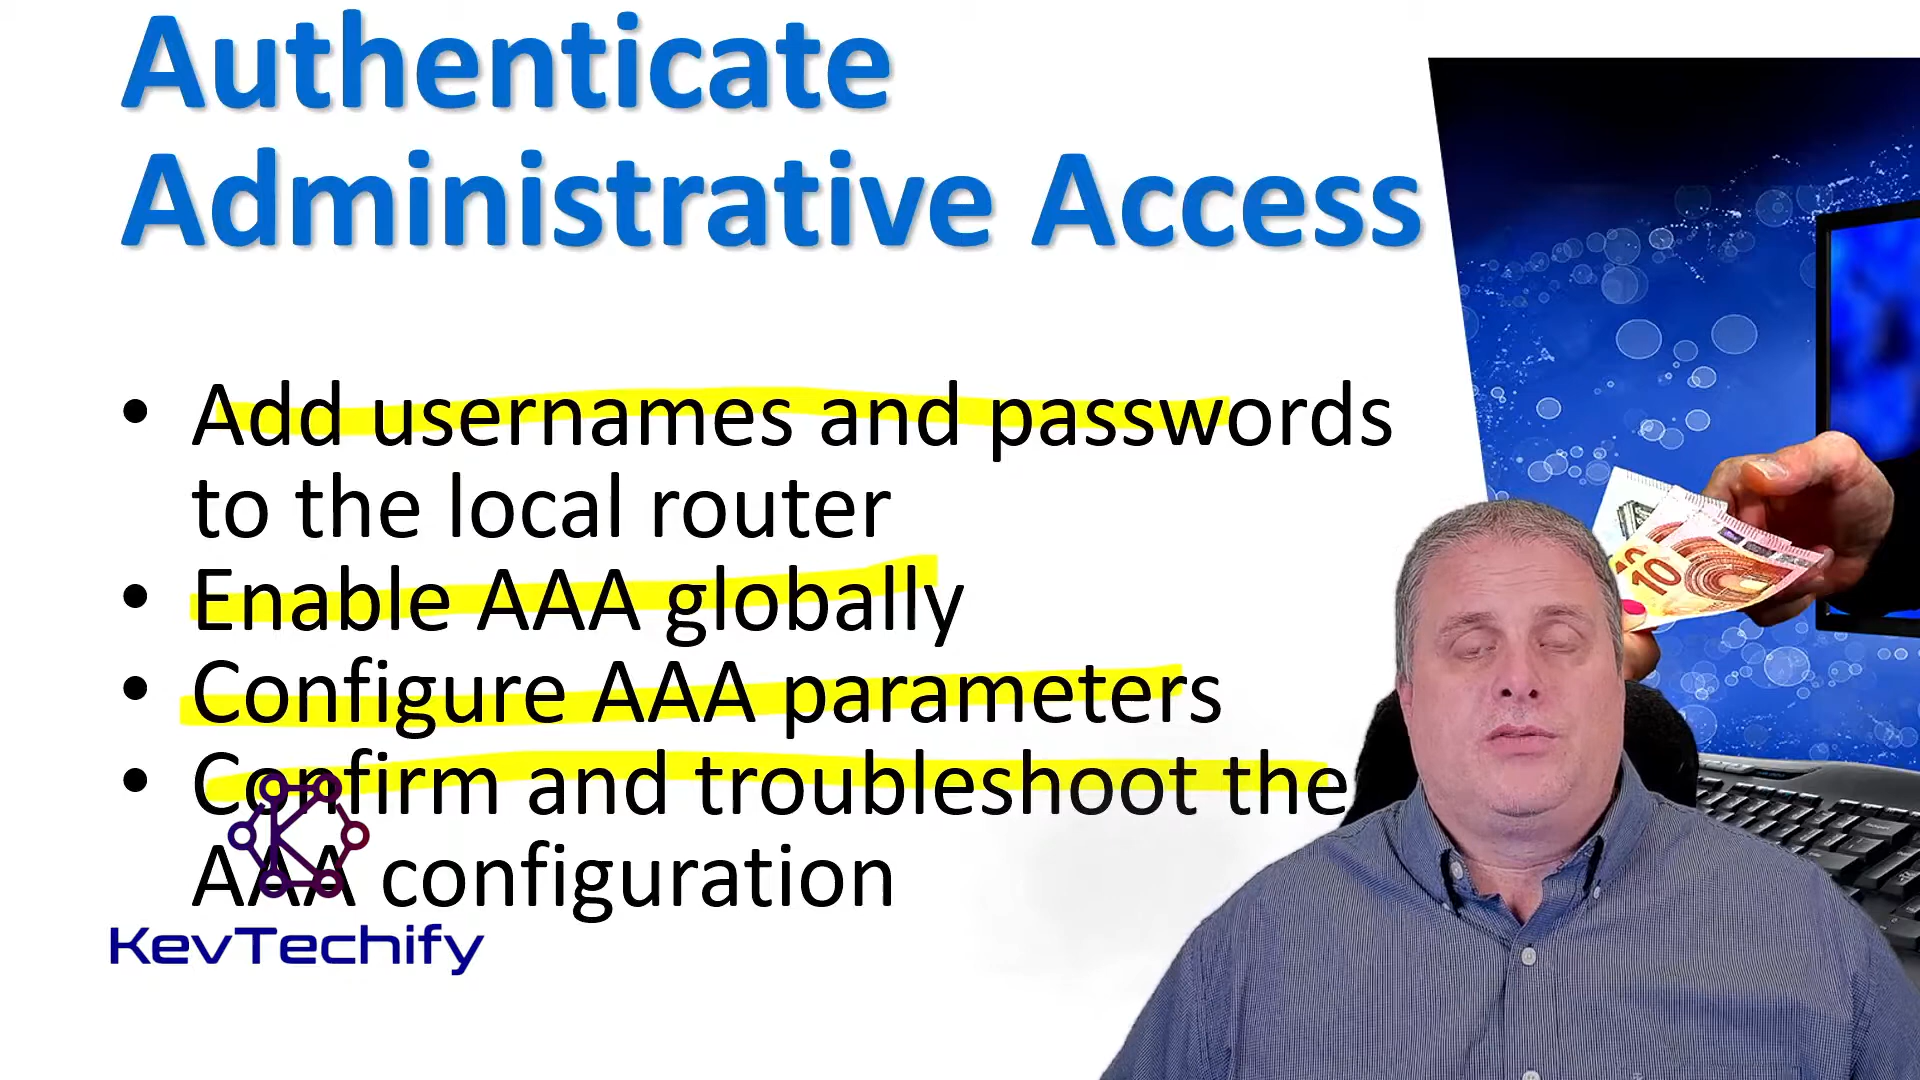 Authenticate
Administrative Access
• Add usernames and passwords
to the local router
• Enable AAA globally
• Configure AAA parameters
• Confirm and troubleshoot the
AAA configuration
KevTechify
10